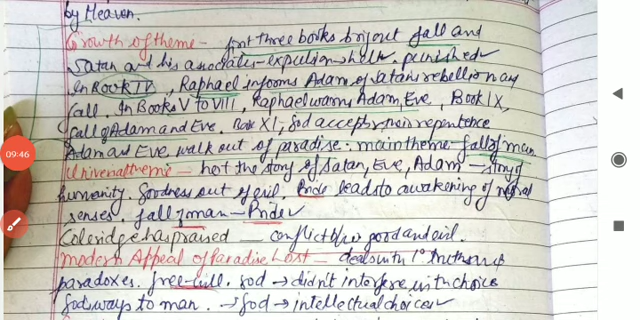 by Heaven.
Growth of theme - first three books bring out fall and
Satan and his associates - expulsion - hell - punished
In Book IV, Raphael informs Adam of Satan's rebellion and
fall. In Books V to VIII, Raphael warns Adam, Eve, Book IX,
fall of Adam and Eve. Book XI, God accepts their repentence
Adam and Eve walk out of paradise. main theme - fall of man
Universal theme - not the story of Satan, Eve, Adam - story of
humanity. Goodness out of evil. Pride leads to awakening of moral
senses. fall of man - Pride
Coleridge has praised conflict b/w good and evil.
Modern Appeal of Paradise Lost - deals with truth
paradoxes. free-will. God → didn't interfere with choice
God ways to man. → God → intellectual choice
09:46